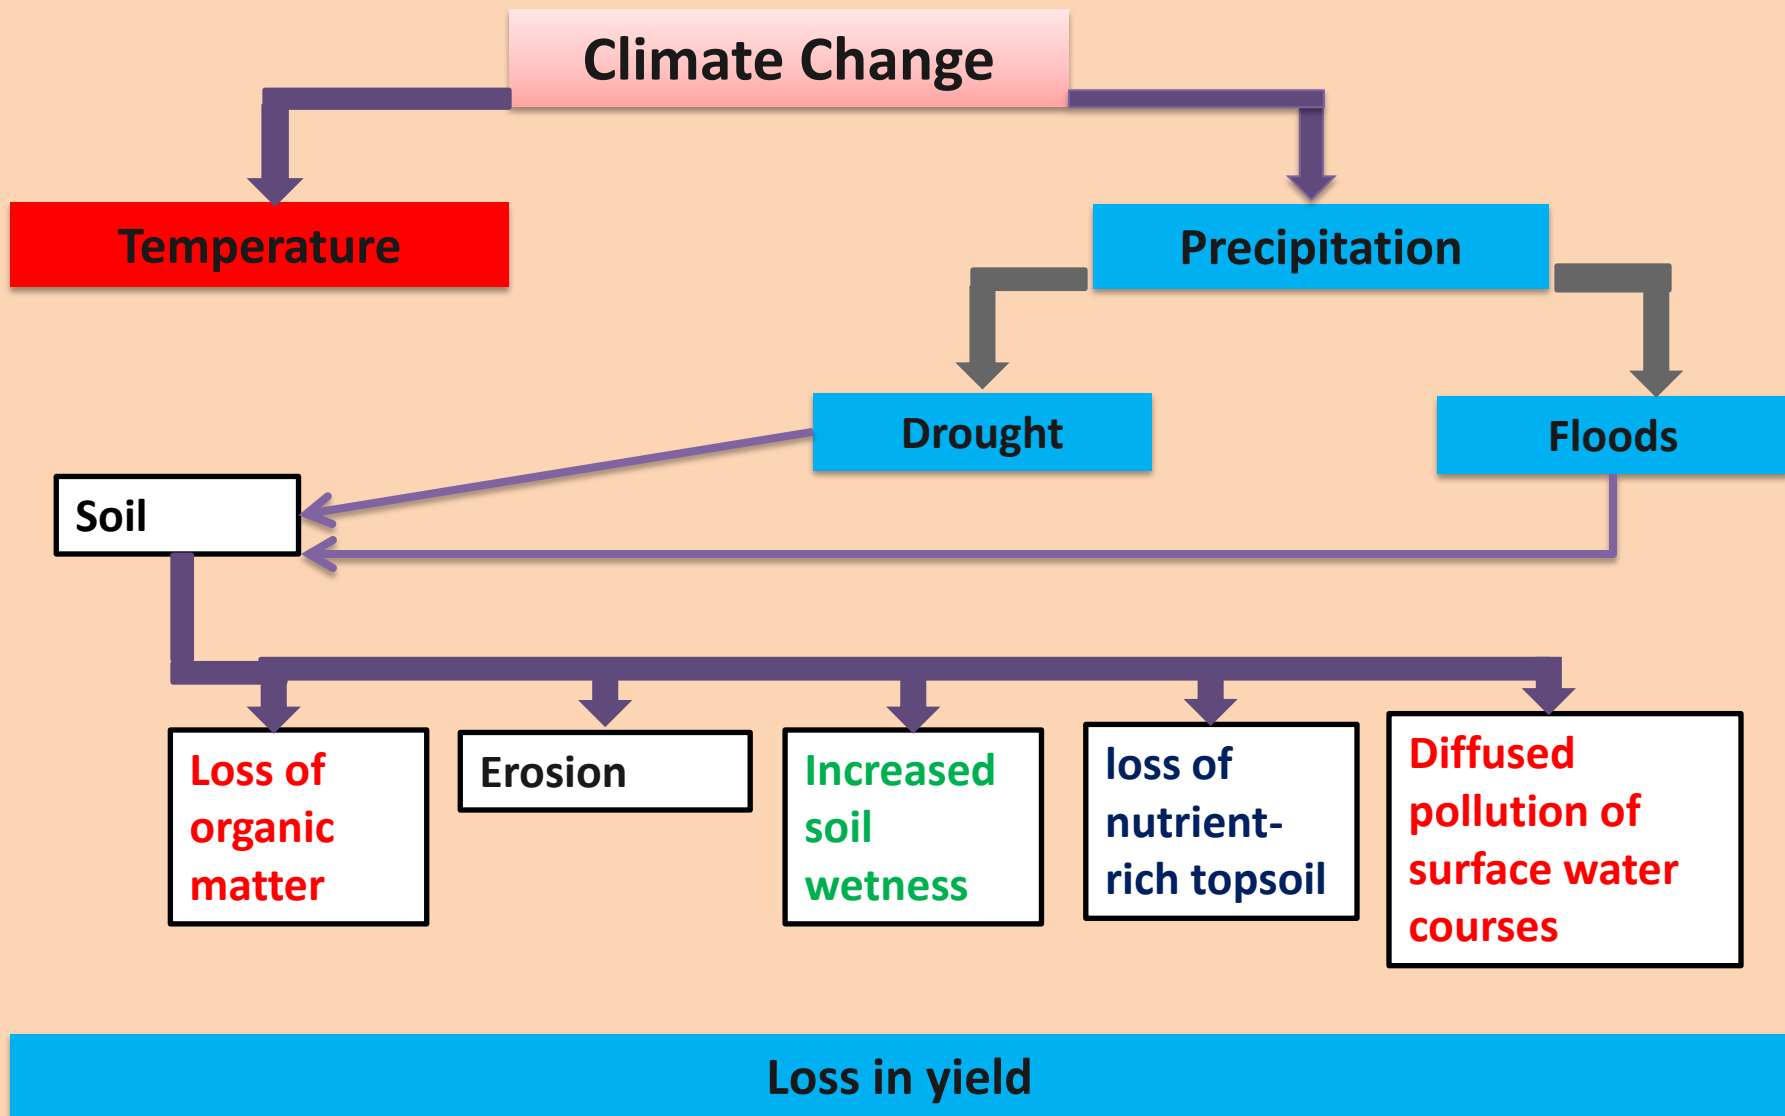 Climate Change
Temperature
Precipitation
Drought
Floods
Soil
Loss of
organic
matter
Erosion
Increased
soil
wetness
loss of
nutrient-
rich topsoil
Diffused
pollution of
surface water
courses
Loss in yield